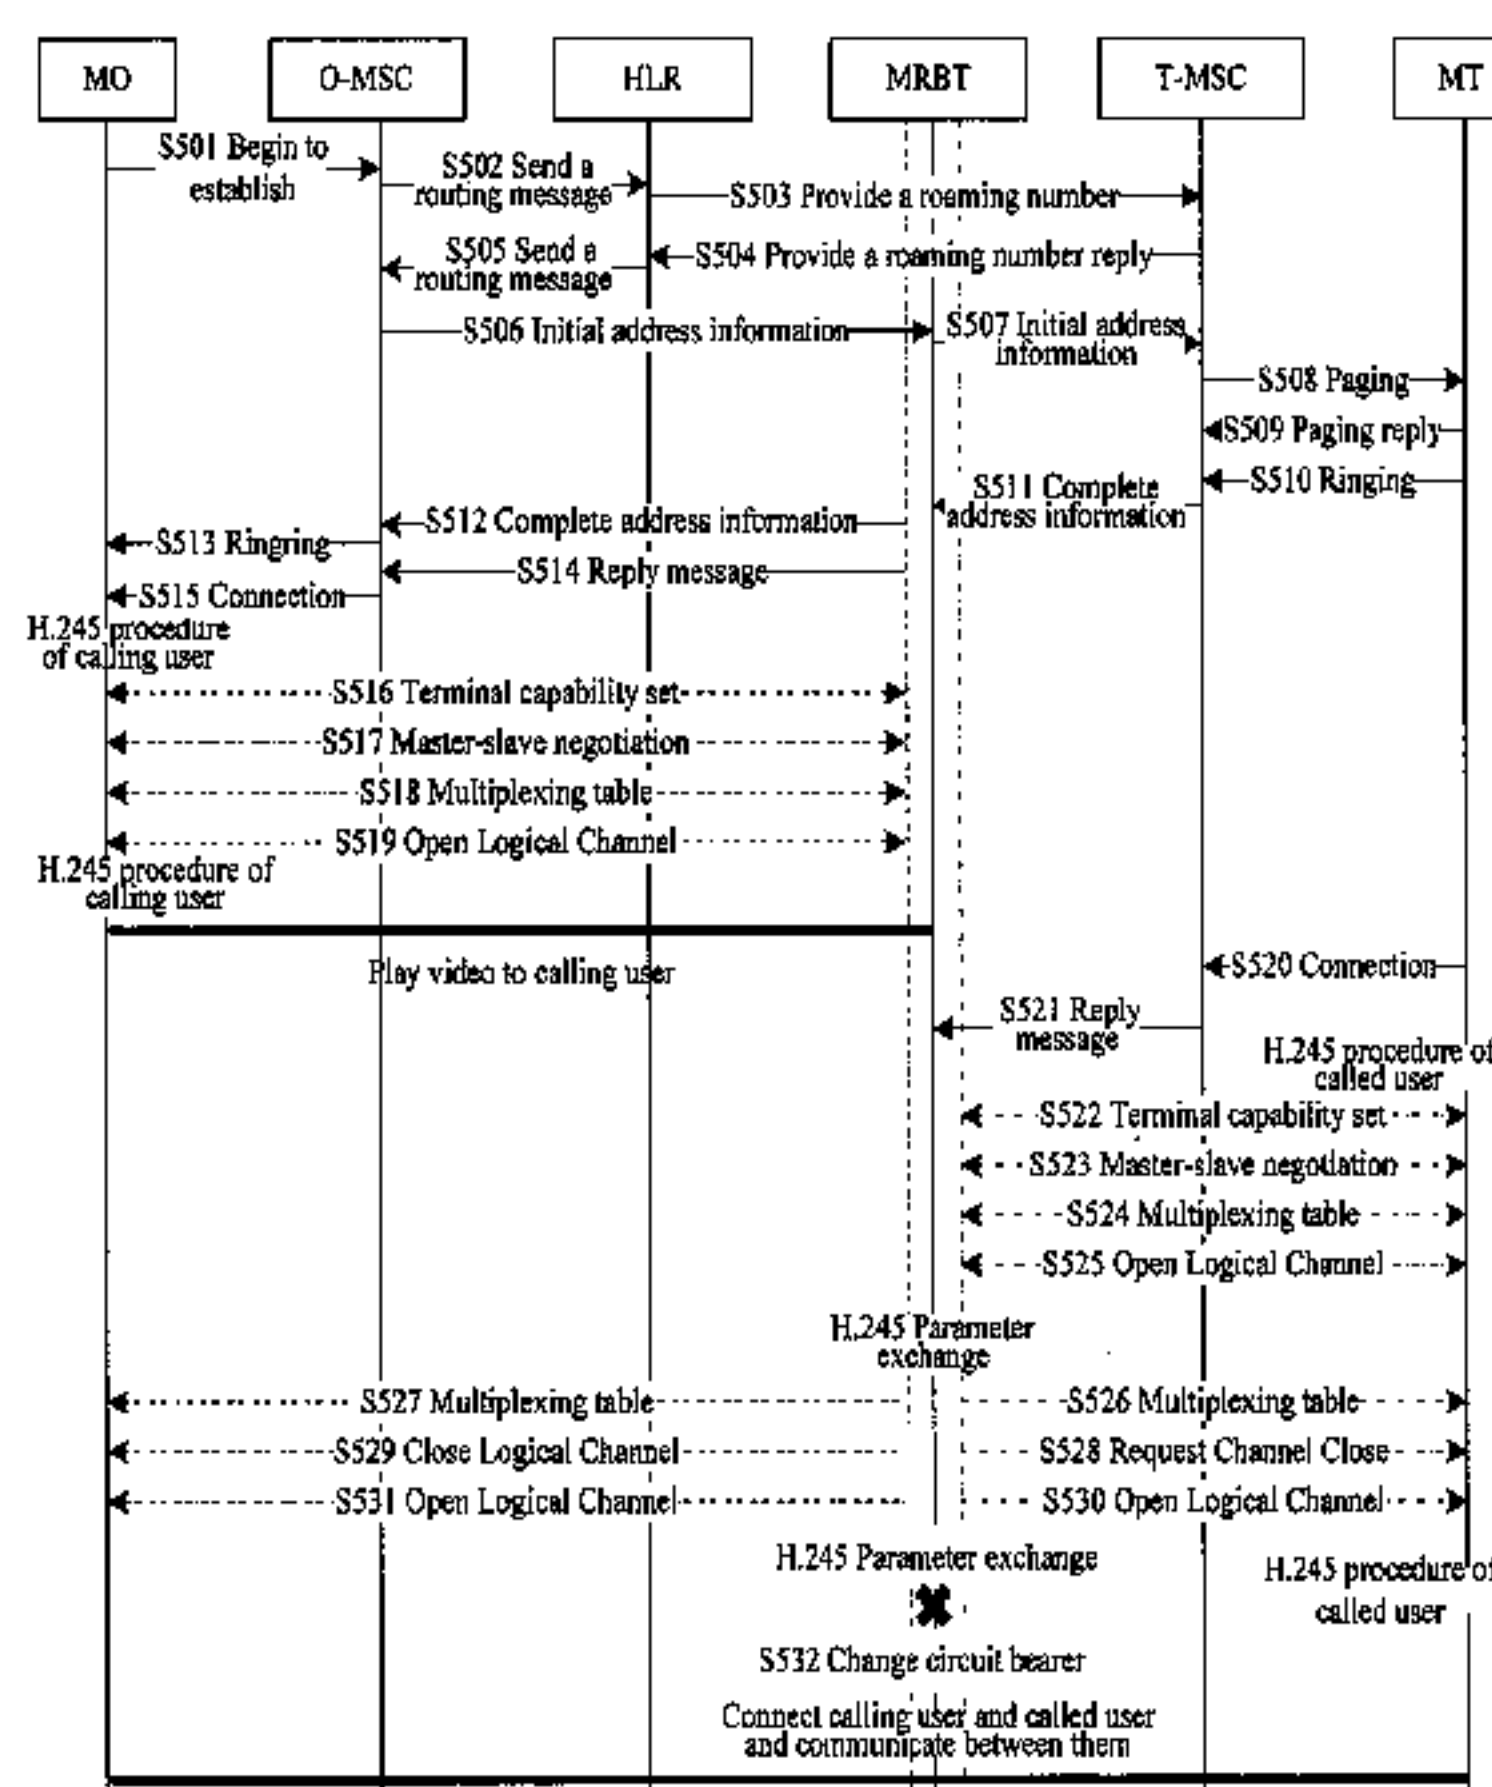 MO
O-MSC
HLR
MRBT
T-MSC
MT
S501 Begin to
establish
S502 Send a
routing message
S503 Provide a roaming number
S505 Send a
routing message
S504 Provide a roaming number reply
S506 Initial address information
S507 Initial address
information
S508 Paging
S509 Paging reply
S510 Ringing
S511 Complete
address information
S512 Complete address information
S513 Ringring
S514 Reply message
S515 Connection
H.245 procedure
of calling user
S516 Terminal capability set
S517 Master-slave negotiation
S518 Multiplexing table
S519 Open Logical Channel
H.245 procedure of
calling user
Play video to calling user
S520 Connection
S521 Reply
message
H.245 procedure of
called user
S522 Terminal capability set
S523 Master-slave negotiation
S524 Multiplexing table
S525 Open Logical Channel
H.245 Parameter
exchange
S527 Multiplexing table
S526 Multiplexing table
S529 Close Logical Channel
S528 Request Channel Close
S531 Open Logical Channel
S530 Open Logical Channel
H.245 Parameter exchange
H.245 procedure of
called user
S532 Change circuit bearer
Connect calling user and called user
and communicate between them